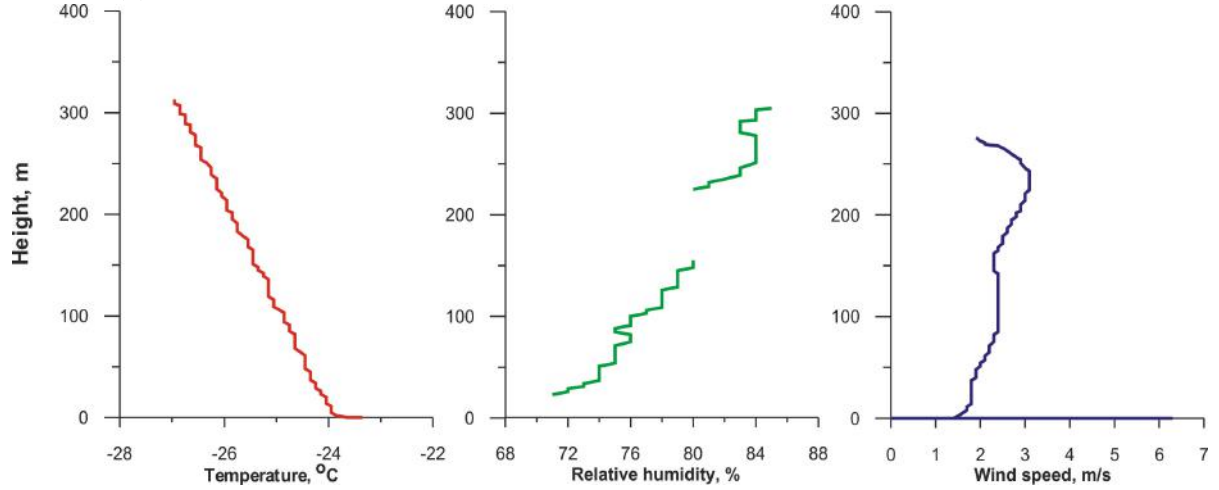 400 400 400
300 300 300
Height, m
200 200 200
100 100 100
0 0 0
-28 -26 -24 -22 68 72 76 80 84 88 0 1 2 3 4 5 6 7
Temperature, °C Relative humidity, % Wind speed, m/s